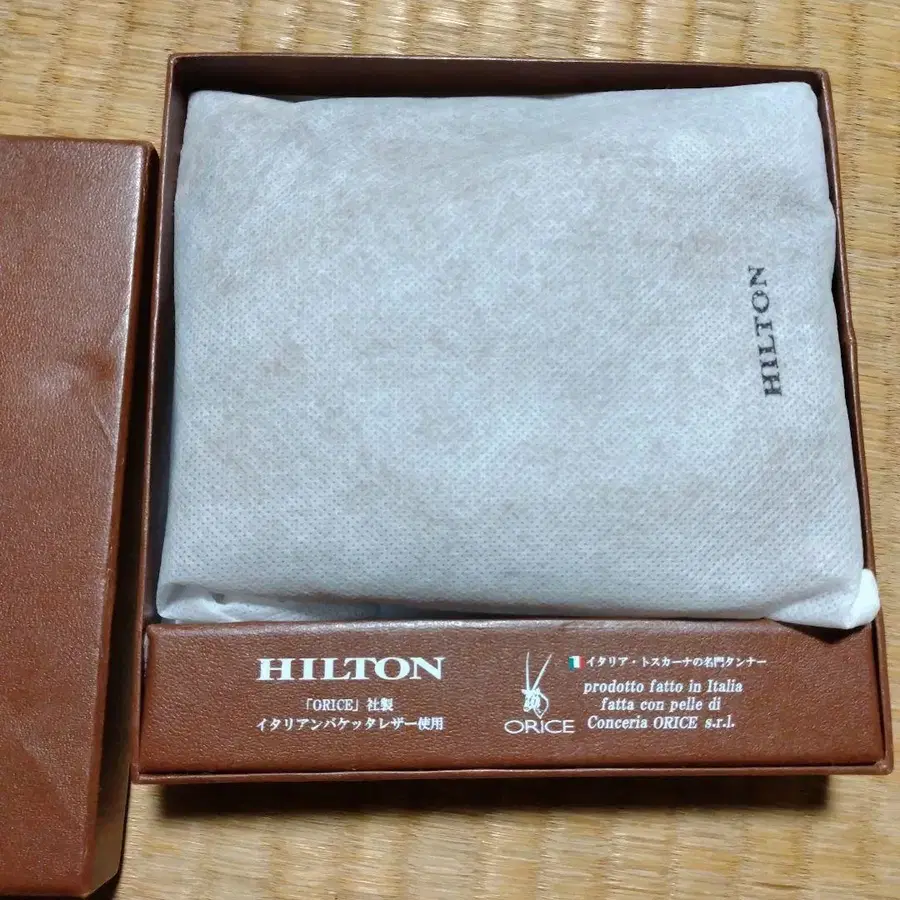 HILTON
HILTON
「ORICE」社製
イタリアンバケッタレザー使用
ORICE
イタリア・トスカーナの名門タンナー
prodotto fatto in Italia
fatta con pelle di
Conceria ORICE s.r.l.